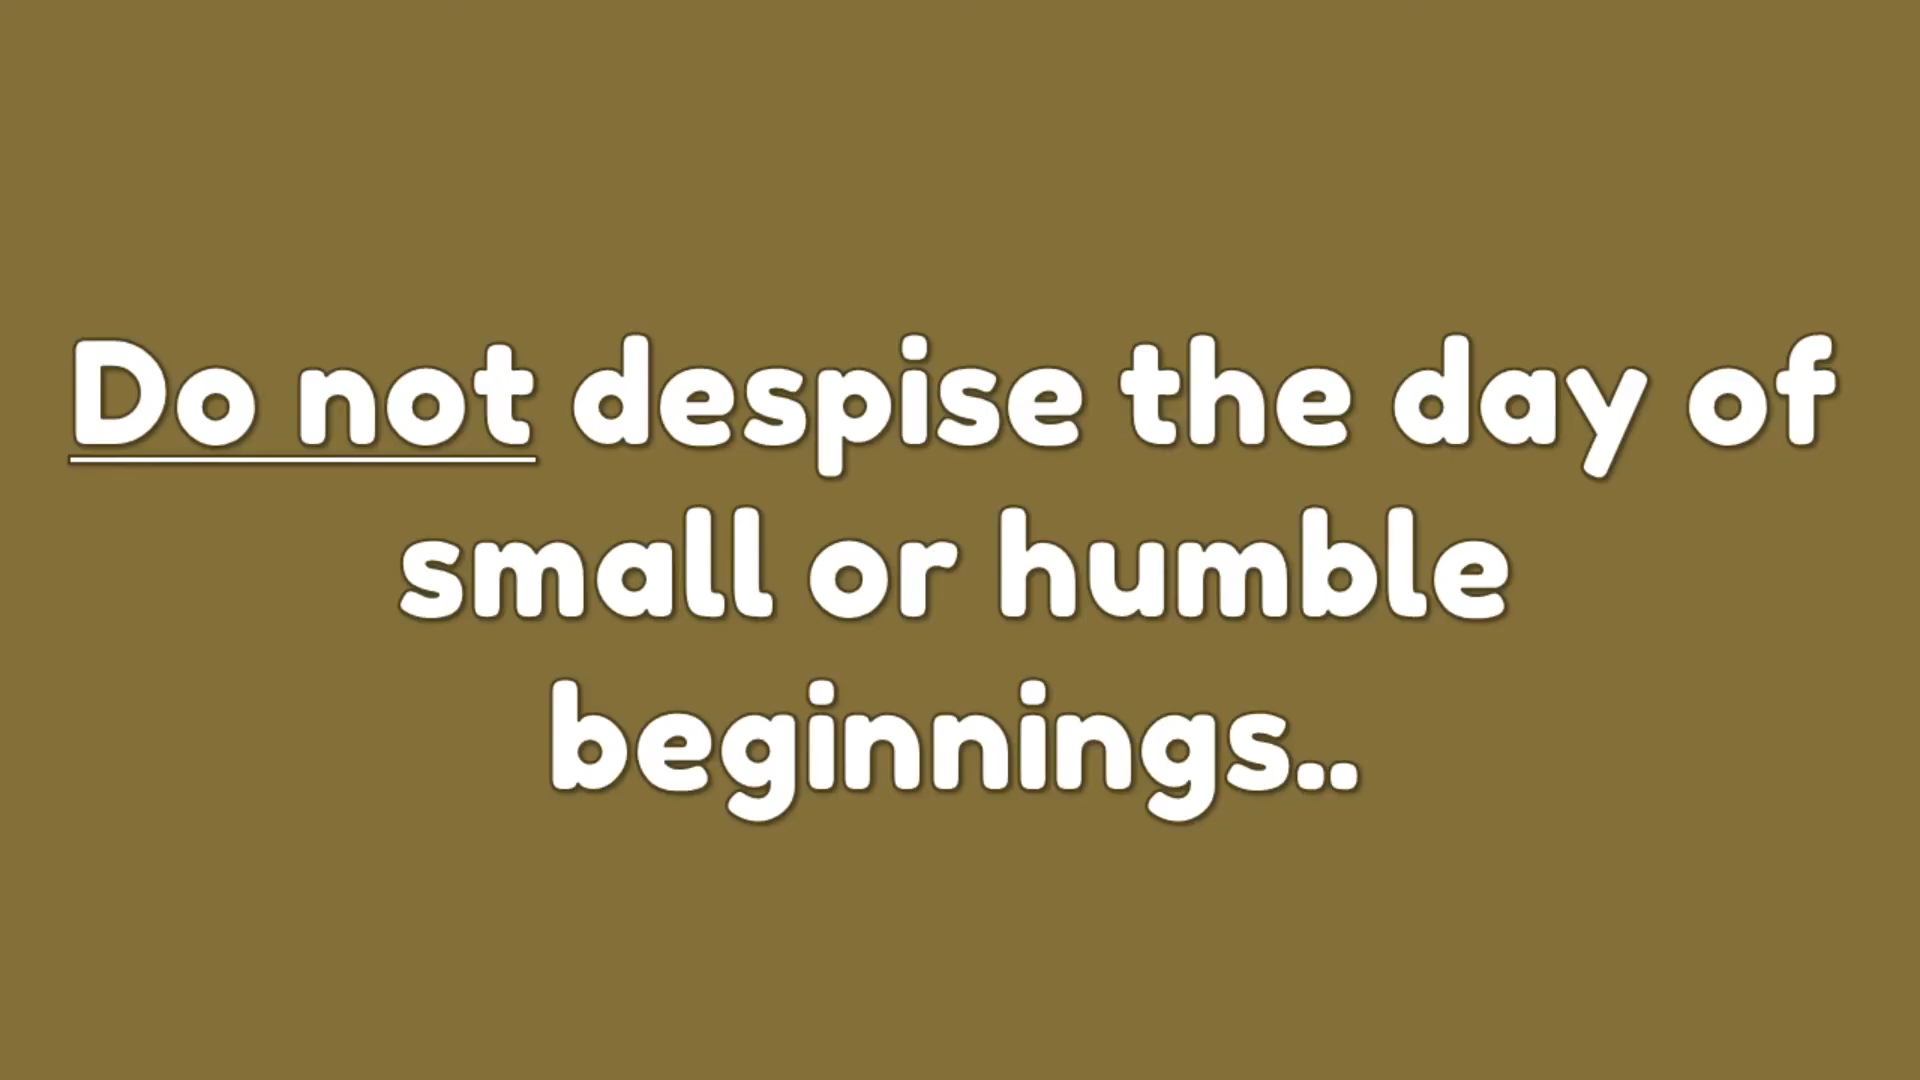 Do not despise the day of
small or humble
beginnings..